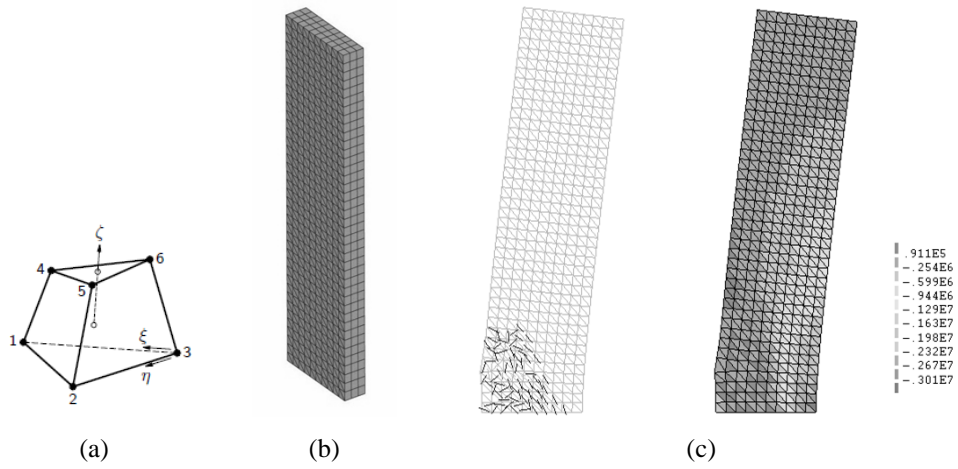 ζ
4
6
5
1
ξ
3
η
2
.911E5
-.254E6
-.599E6
-.944E6
-.129E7
-.163E7
-.198E7
-.232E7
-.267E7
-.301E7
(a) (b) (c)